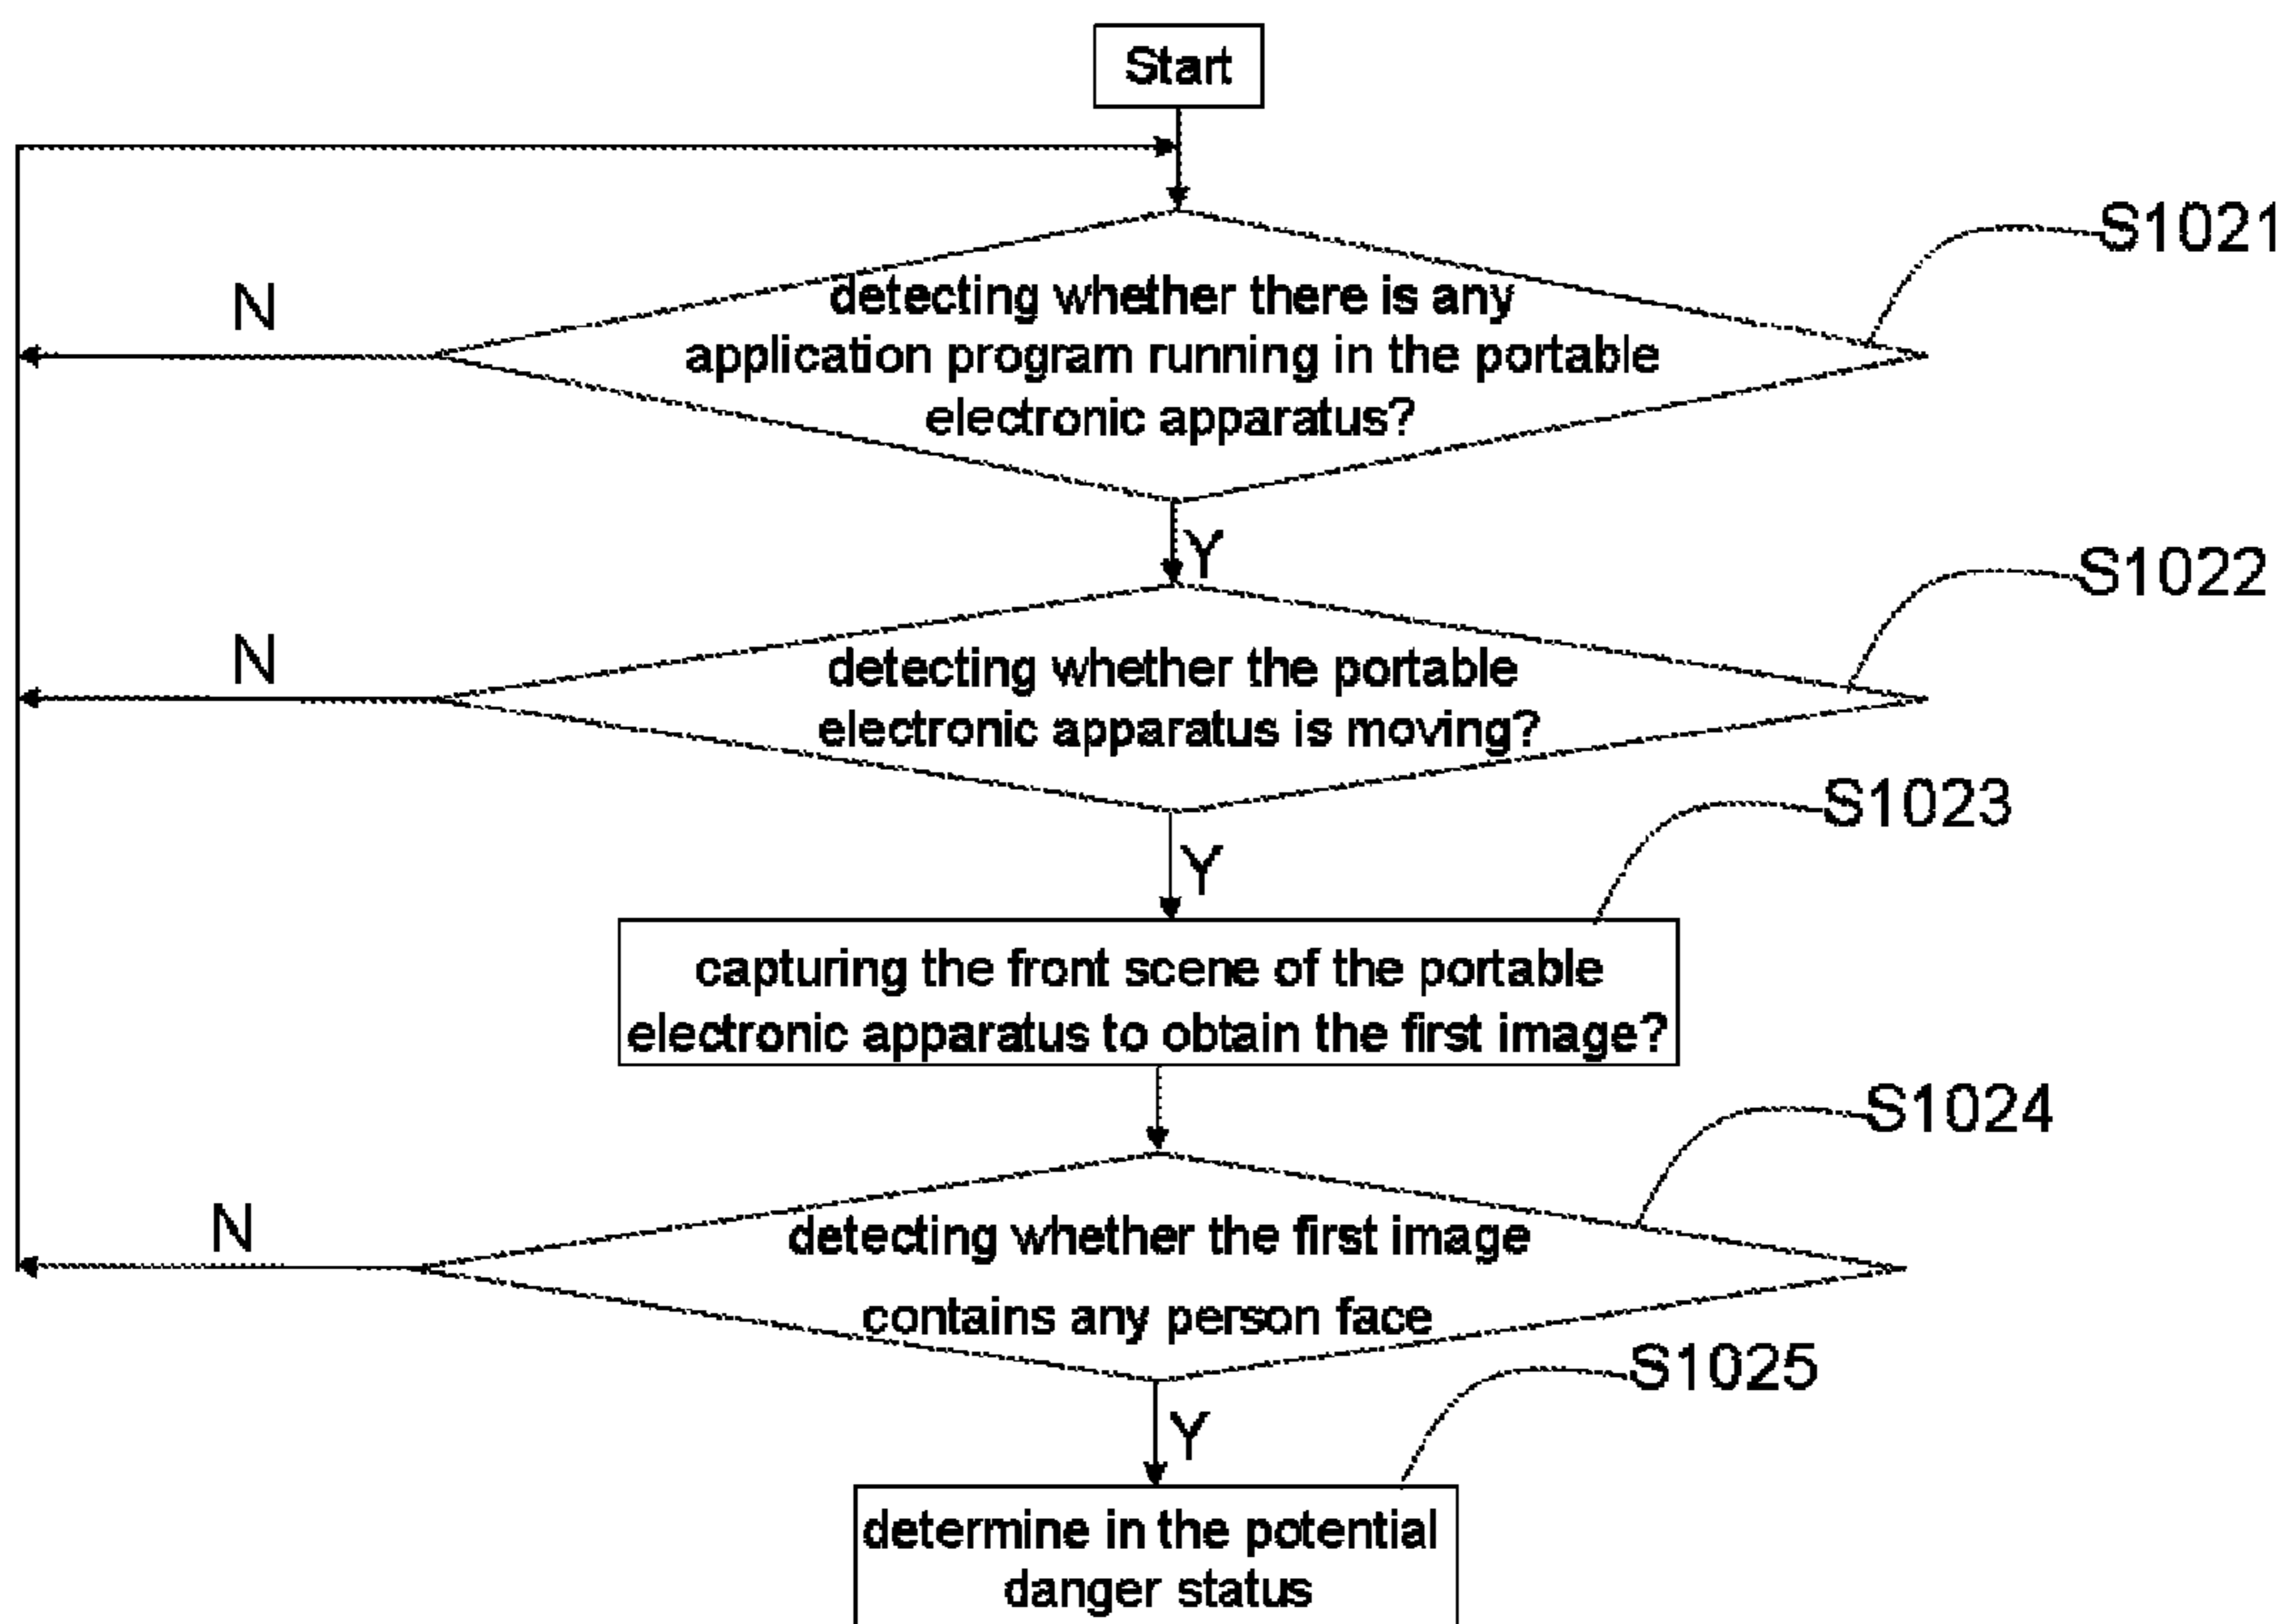 Start
S1021
N
detecting whether there is any
application program running in the portable
electronic apparatus?
Y
S1022
N
detecting whether the portable
electronic apparatus is moving?
S1023
Y
capturing the front scene of the portable
electronic apparatus to obtain the first image?
S1024
N
detecting whether the first image
contains any person face
S1025
Y
determine in the potential
danger status